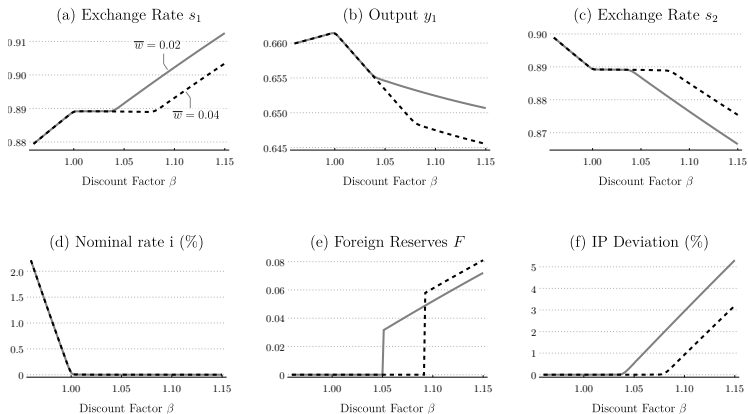 (a) Exchange Rate s₁
0.91
0.90
0.89
0.88
w̅ = 0.02
w̅ = 0.04
1.00 1.05 1.10 1.15
Discount Factor β
(b) Output y₁
0.660
0.655
0.650
0.645
1.00 1.05 1.10 1.15
Discount Factor β
(c) Exchange Rate s₂
0.90
0.89
0.88
0.87
1.00 1.05 1.10 1.15
Discount Factor β
(d) Nominal rate i (%)
2.0
1.5
1.0
0.5
0
1.00 1.05 1.10 1.15
Discount Factor β
(e) Foreign Reserves F
0.08
0.06
0.04
0.02
0
1.00 1.05 1.10 1.15
Discount Factor β
(f) IP Deviation (%)
5
4
3
2
1
0
1.00 1.05 1.10 1.15
Discount Factor β